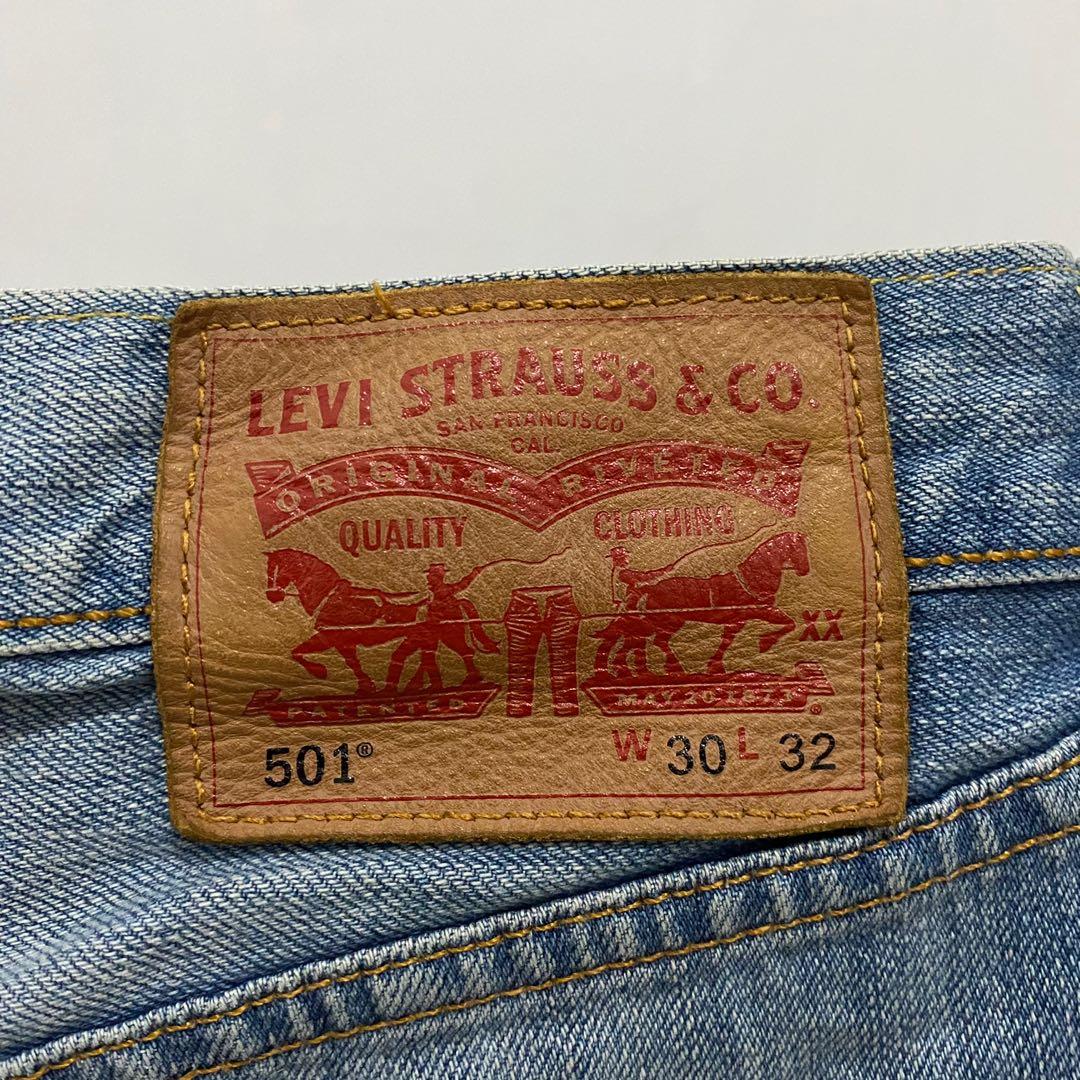 LEVI STRAUSS & CO.
SAN FRANCISCO
CAL.
ORIGINAL RIVETED
QUALITY CLOTHING
XX
PATENTED MAY 20 1873 ®
501® W 30 L 32